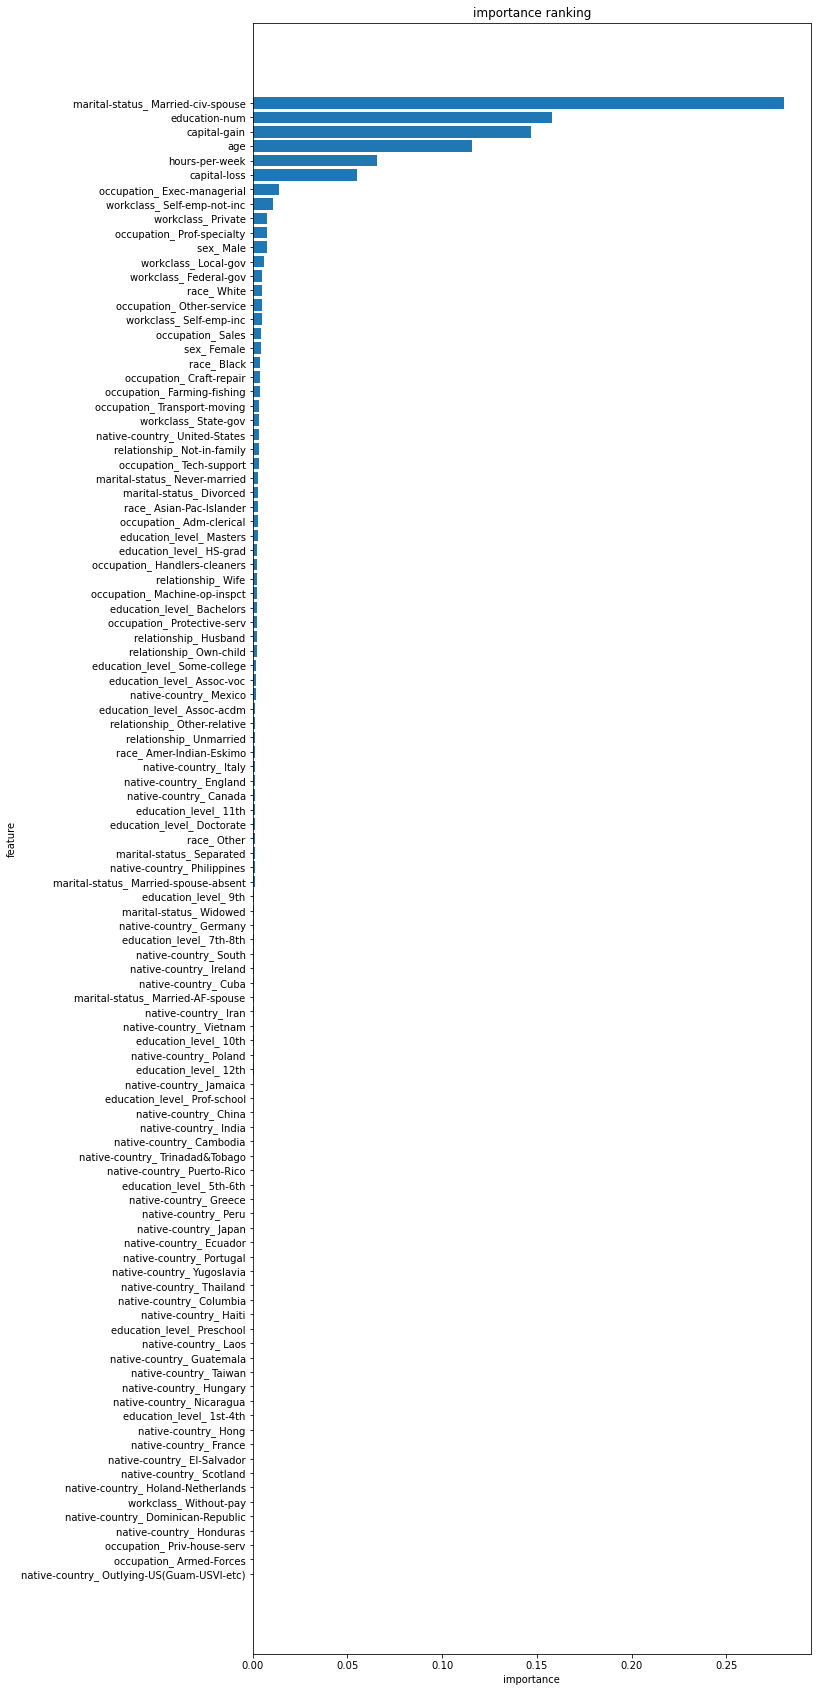 importance ranking
marital-status_ Married-civ-spouse
education-num
capital-gain
age
hours-per-week
capital-loss
occupation_ Exec-managerial
workclass_ Self-emp-not-inc
workclass_ Private
occupation_ Prof-specialty
sex_ Male
workclass_ Local-gov
workclass_ Federal-gov
race_ White
occupation_ Other-service
workclass_ Self-emp-inc
occupation_ Sales
sex_ Female
race_ Black
occupation_ Craft-repair
occupation_ Farming-fishing
occupation_ Transport-moving
workclass_ State-gov
native-country_ United-States
relationship_ Not-in-family
occupation_ Tech-support
marital-status_ Never-married
marital-status_ Divorced
race_ Asian-Pac-Islander
occupation_ Adm-clerical
education_level_ Masters
education_level_ HS-grad
occupation_ Handlers-cleaners
relationship_ Wife
occupation_ Machine-op-inspct
education_level_ Bachelors
occupation_ Protective-serv
relationship_ Husband
relationship_ Own-child
education_level_ Some-college
education_level_ Assoc-voc
native-country_ Mexico
education_level_ Assoc-acdm
relationship_ Other-relative
relationship_ Unmarried
race_ Amer-Indian-Eskimo
native-country_ Italy
native-country_ England
native-country_ Canada
education_level_ 11th
education_level_ Doctorate
race_ Other
marital-status_ Separated
native-country_ Philippines
marital-status_ Married-spouse-absent
education_level_ 9th
marital-status_ Widowed
native-country_ Germany
education_level_ 7th-8th
native-country_ South
native-country_ Ireland
native-country_ Cuba
marital-status_ Married-AF-spouse
native-country_ Iran
native-country_ Vietnam
education_level_ 10th
native-country_ Poland
education_level_ 12th
native-country_ Jamaica
education_level_ Prof-school
native-country_ China
native-country_ India
native-country_ Cambodia
native-country_ Trinadad&Tobago
native-country_ Puerto-Rico
education_level_ 5th-6th
native-country_ Greece
native-country_ Peru
native-country_ Japan
native-country_ Ecuador
native-country_ Portugal
native-country_ Yugoslavia
native-country_ Thailand
native-country_ Columbia
native-country_ Haiti
education_level_ Preschool
native-country_ Laos
native-country_ Guatemala
native-country_ Taiwan
native-country_ Hungary
native-country_ Nicaragua
education_level_ 1st-4th
native-country_ Hong
native-country_ France
native-country_ El-Salvador
native-country_ Scotland
native-country_ Holand-Netherlands
workclass_ Without-pay
native-country_ Dominican-Republic
native-country_ Honduras
occupation_ Priv-house-serv
occupation_ Armed-Forces
native-country_ Outlying-US(Guam-USVI-etc)
feature
0.00 0.05 0.10 0.15 0.20 0.25
importance